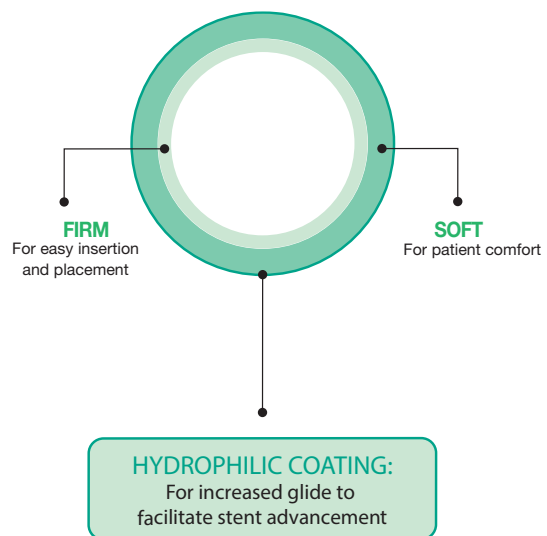 FIRM
For easy insertion
and placement
SOFT
For patient comfort
HYDROPHILIC COATING:
For increased glide to
facilitate stent advancement